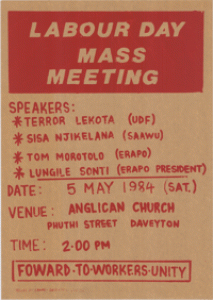 LABOUR DAY
MASS
MEETING
SPEAKERS:
* TERROR LEKOTA (UDF)
* SISA NJIKELANA (SAAWU)
* TOM MOROTOLO (ERAPO)
* LUNGILE SONTI (ERAPO PRESIDENT)
DATE: 5 MAY 1984 (SAT.)
VENUE: ANGLICAN CHURCH
PHUTHI STREET DAVEYTON
TIME: 2·00 PM
FOWARD·TO·WORKERS·UNITY